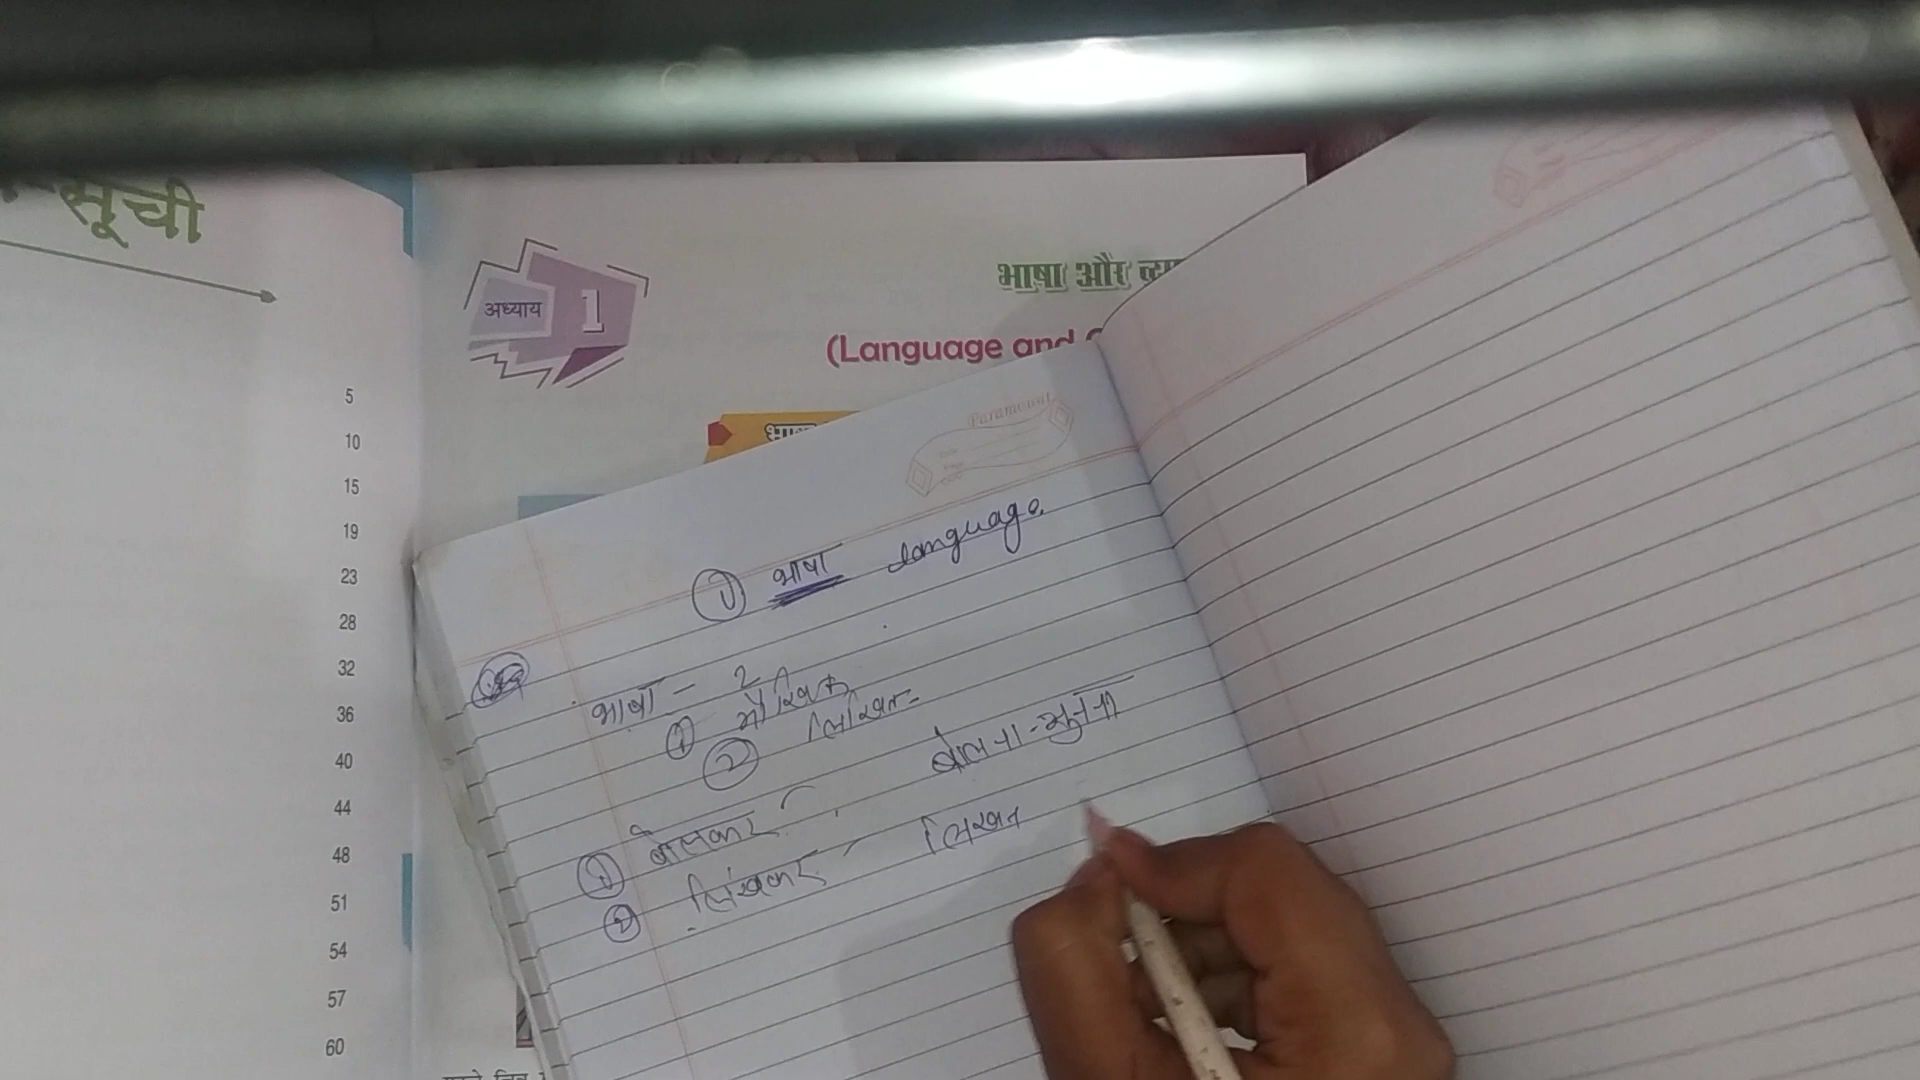 सूची
5
10
15
19
23
28
32
36
40
44
48
51
54
57
60
अध्याय 1
भाषा और
(Language and
Paramount
① भाषा language
भाषा - 2
① मौखिक
② लिखित -
① बोलकर - बोलना - सुनना
② लिखकर - लिखन